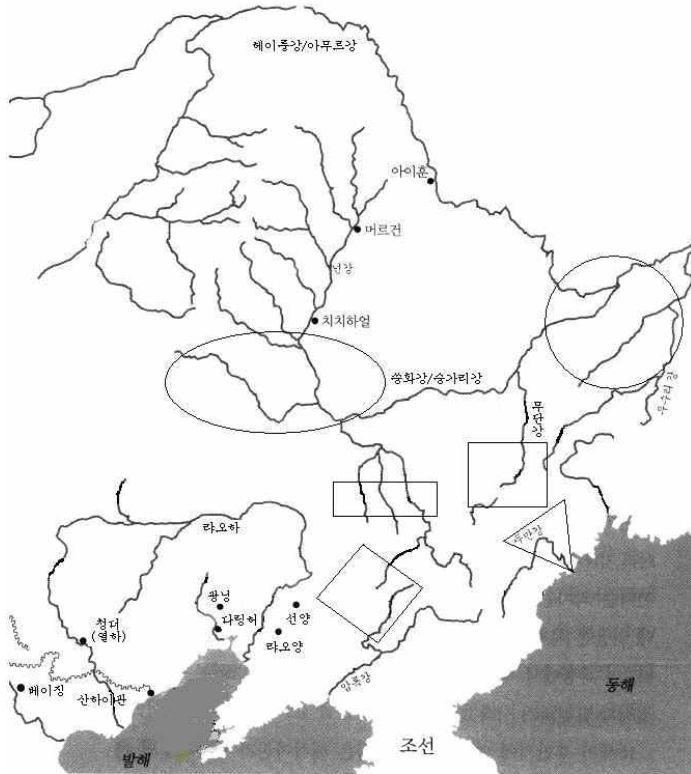 헤이룽강/아무르강
아이훈
머르건
넌강
치치하얼
쑹화강/숭가리강
무단강
우수리 강
랴오하
두만강
광닝
다링허
선양
랴오양
청더
(열하)
베이징
산하이관
압록강
발해
동해
조선